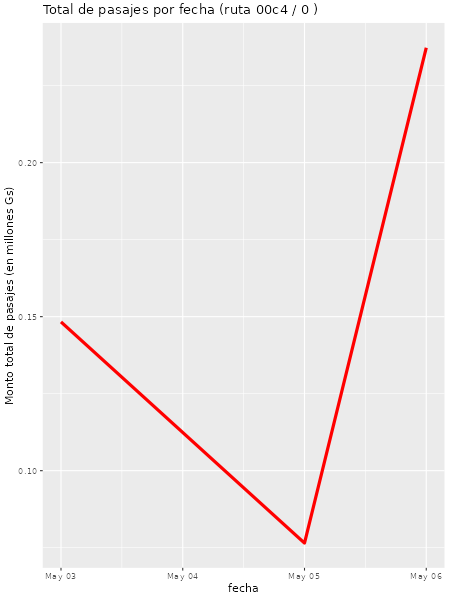 Total de pasajes por fecha (ruta 00c4 / 0 )
Monto total de pasajes (en millones Gs)
0.20
0.15
0.10
May 03
May 04
May 05
May 06
fecha